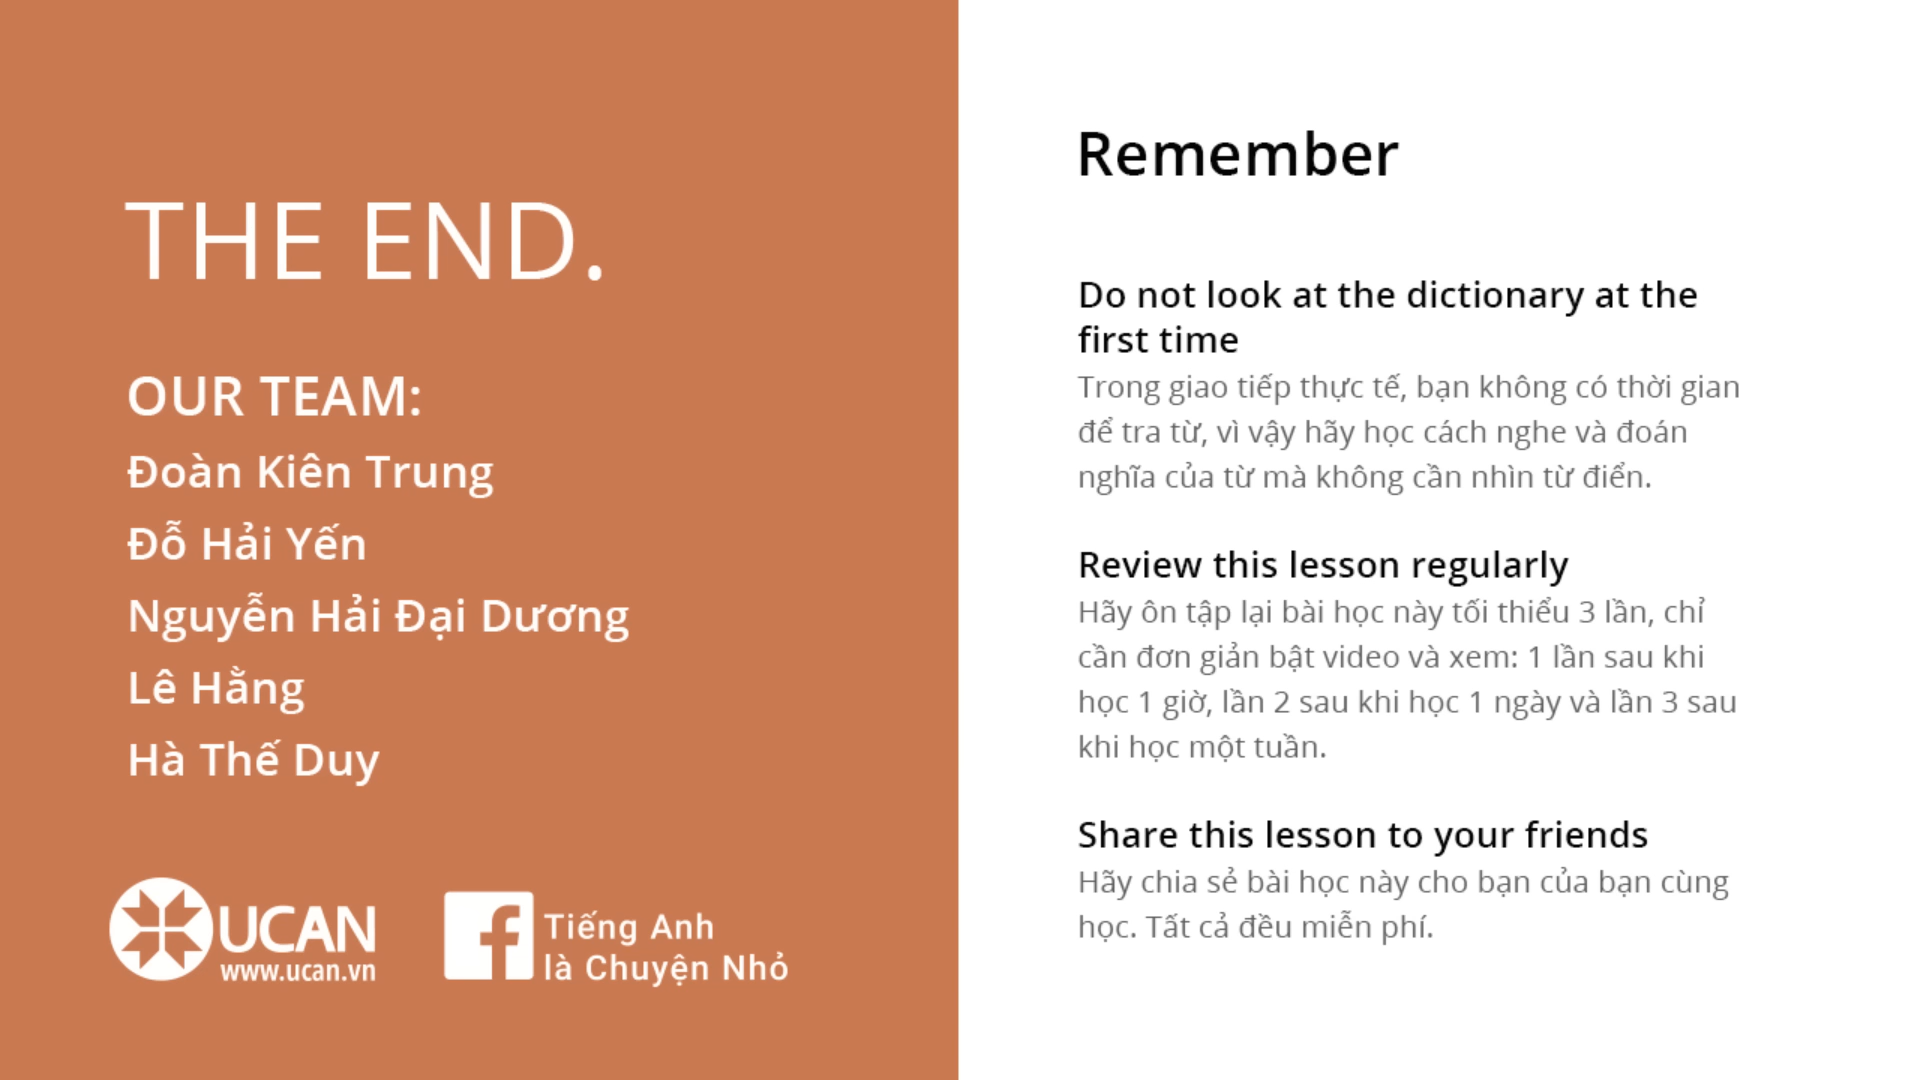 THE END.
OUR TEAM:
Đoàn Kiên Trung
Đỗ Hải Yến
Nguyễn Hải Đại Dương
Lê Hằng
Hà Thế Duy
UCAN
www.ucan.vn
Tiếng Anh
là Chuyện Nhỏ
Remember
Do not look at the dictionary at the
first time
Trong giao tiếp thực tế, bạn không có thời gian
để tra từ, vì vậy hãy học cách nghe và đoán
nghĩa của từ mà không cần nhìn từ điển.
Review this lesson regularly
Hãy ôn tập lại bài học này tối thiểu 3 lần, chỉ
cần đơn giản bật video và xem: 1 lần sau khi
học 1 giờ, lần 2 sau khi học 1 ngày và lần 3 sau
khi học một tuần.
Share this lesson to your friends
Hãy chia sẻ bài học này cho bạn của bạn cùng
học. Tất cả đều miễn phí.